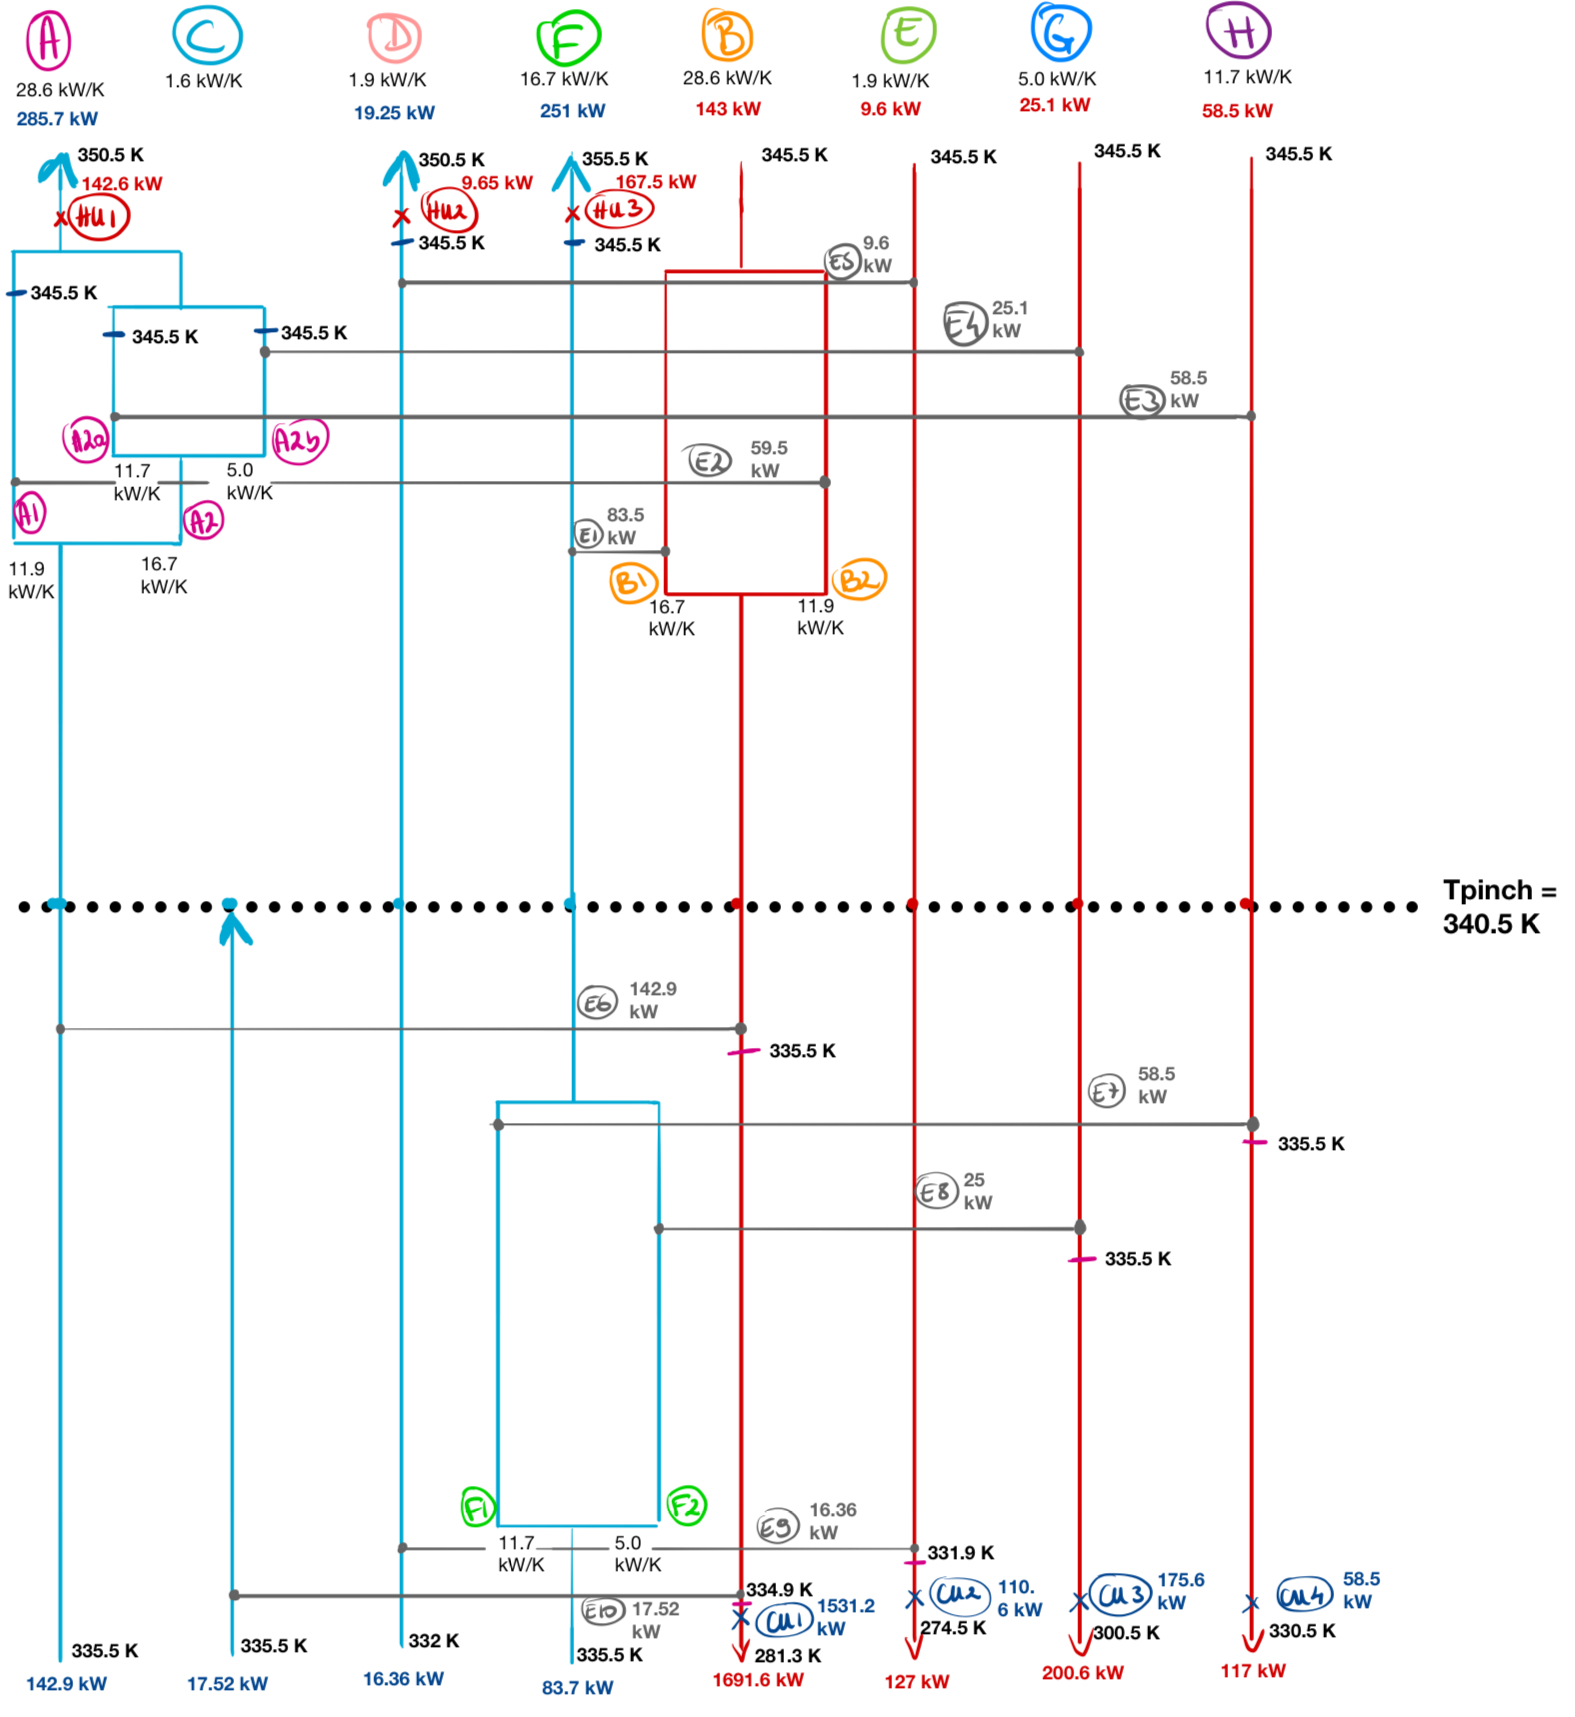 A C D F B E G H
28.6 kW/K 1.6 kW/K 1.9 kW/K 16.7 kW/K 28.6 kW/K 1.9 kW/K 5.0 kW/K 11.7 kW/K
285.7 kW 19.25 kW 251 kW 143 kW 9.6 kW 25.1 kW 58.5 kW
350.5 K 350.5 K 355.5 K 345.5 K 345.5 K 345.5 K 345.5 K
142.6 kW 9.65 kW 167.5 kW
HU1 HU2 HU3
345.5 K 345.5 K
E5 9.6
kW
345.5 K
E4 25.1
kW
345.5 K 345.5 K
E3 58.5
kW
A2a A2b
E2 59.5
kW
11.7
kW/K
5.0
kW/K
A1 A2
E1 83.5
kW
11.9
kW/K
16.7
kW/K
B1 B2
16.7
kW/K
11.9
kW/K
Tpinch =
340.5 K
E6 142.9
kW
335.5 K
E7 58.5
kW
335.5 K
E8 25
kW
335.5 K
F1 F2
E9 16.36
kW
11.7
kW/K
5.0
kW/K
331.9 K
334.9 K
E10 17.52
kW
CU1 1531.2
kW
CU2 110.
6 kW
CU3 175.6
kW
CU4 58.5
kW
335.5 K 335.5 K 332 K 335.5 K 281.3 K 274.5 K 300.5 K 330.5 K
142.9 kW 17.52 kW 16.36 kW 83.7 kW 1691.6 kW 127 kW 200.6 kW 117 kW